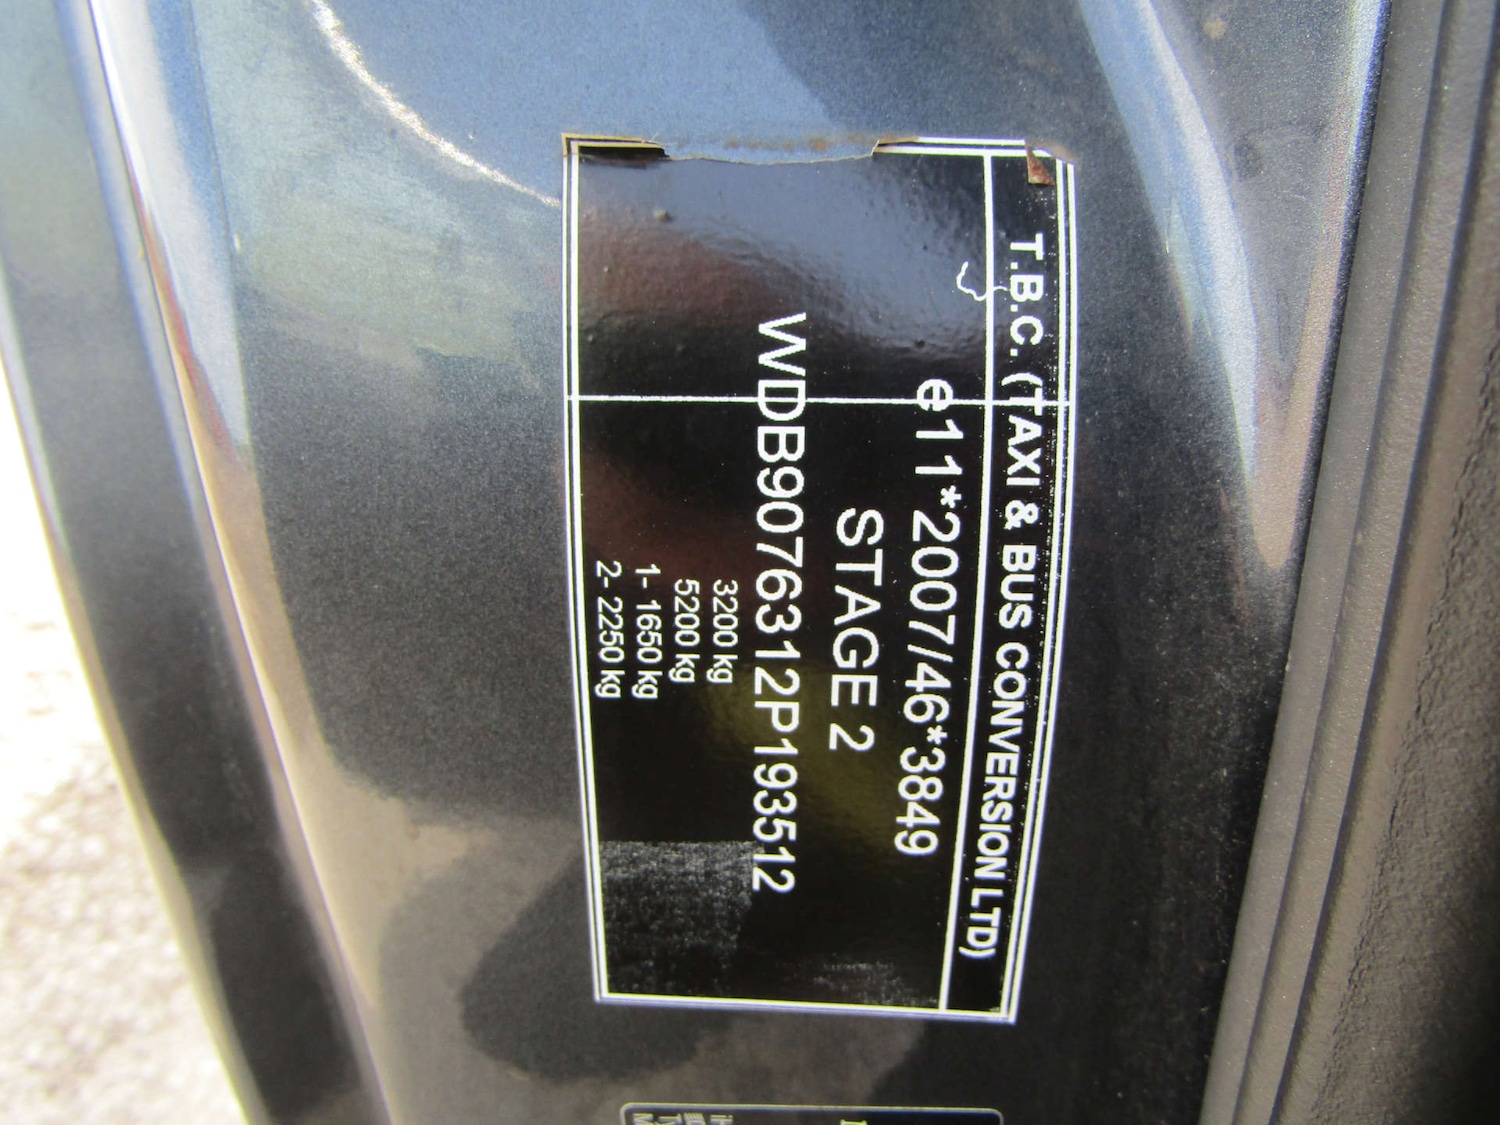 T.B.C. (TAXI & BUS CONVERSION LTD)
e11*2007/46*3849
STAGE 2
WDB9076312P193512
3200 kg
5200 kg
1- 1650 kg
2- 2250 kg